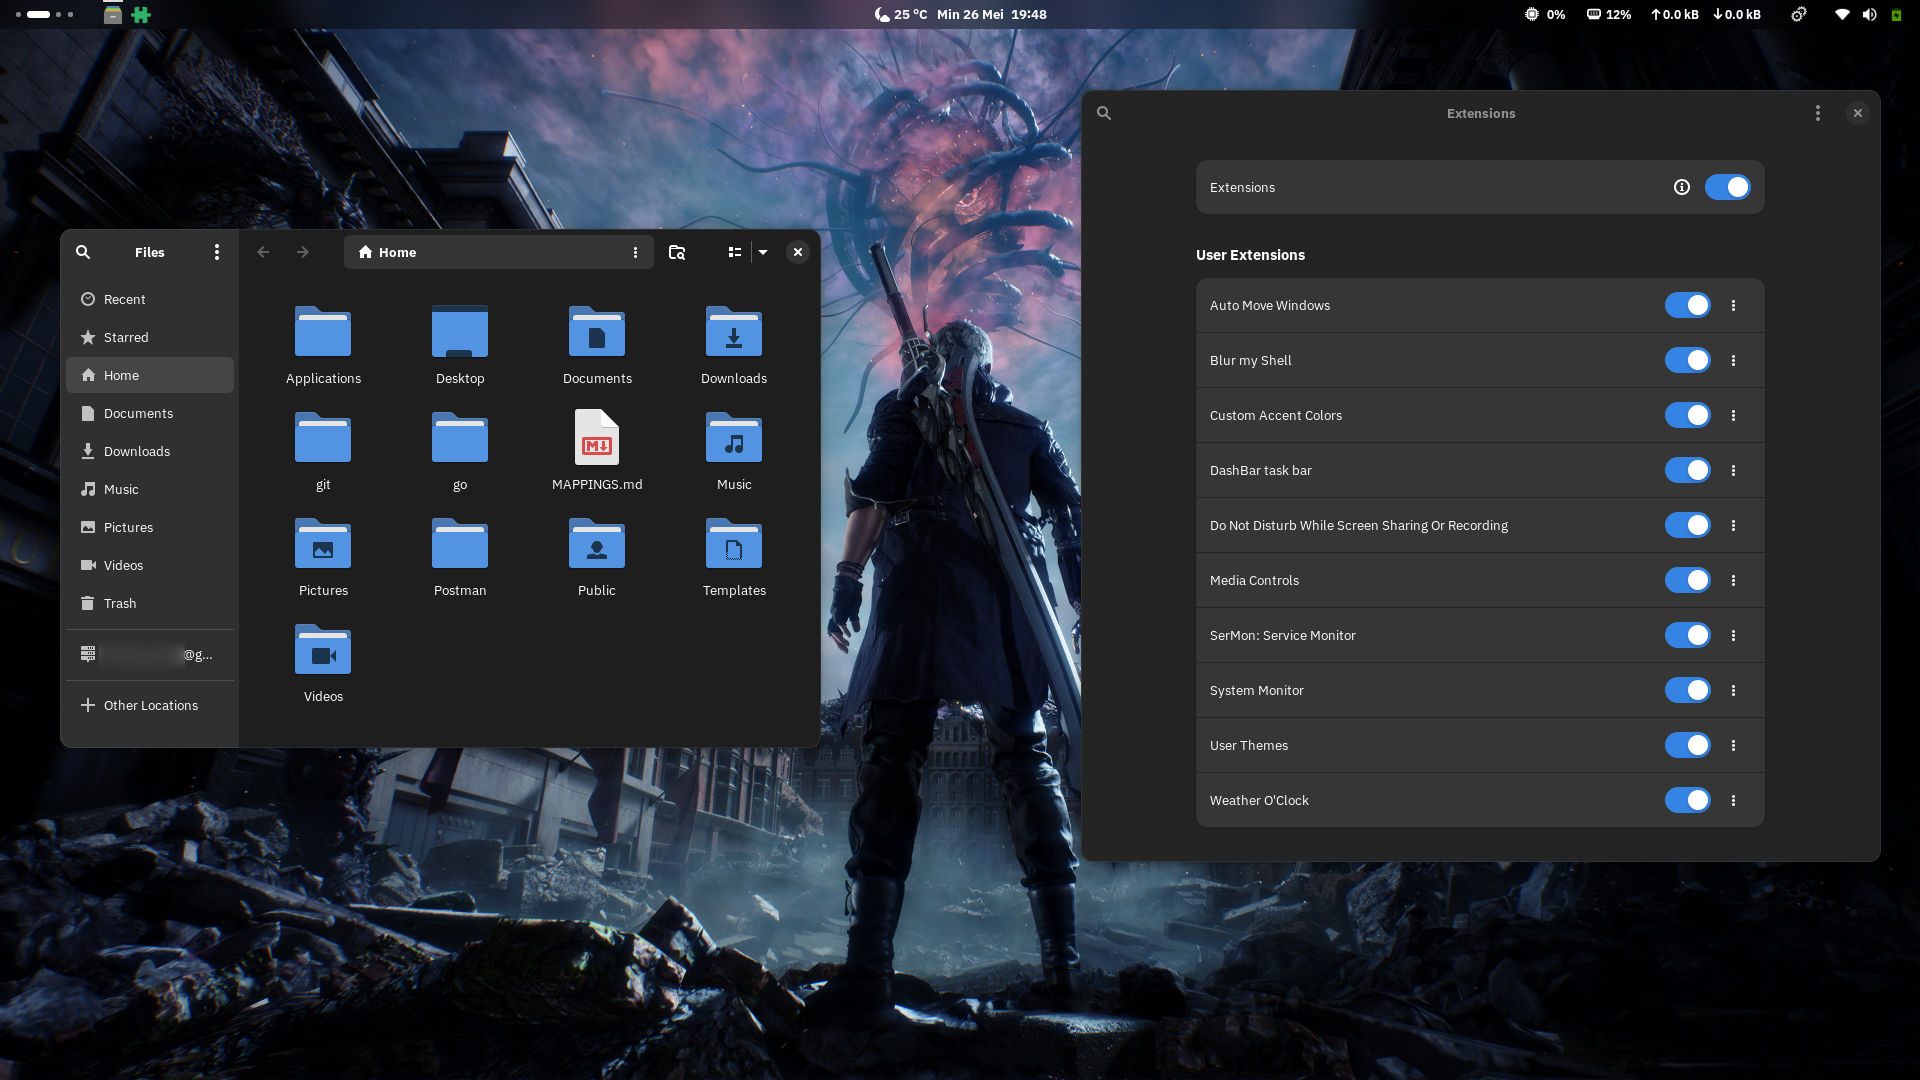 25 °C Min 26 Mei 19:48
0% 12% 0.0 kB 0.0 kB
Files
Recent
Starred
Home
Documents
Downloads
Music
Pictures
Videos
Trash
@g...
Other Locations
Home
Applications Desktop Documents Downloads
git go MAPPINGS.md Music
Pictures Postman Public Templates
Videos
Extensions
Extensions
User Extensions
Auto Move Windows
Blur my Shell
Custom Accent Colors
DashBar task bar
Do Not Disturb While Screen Sharing Or Recording
Media Controls
SerMon: Service Monitor
System Monitor
User Themes
Weather O'Clock